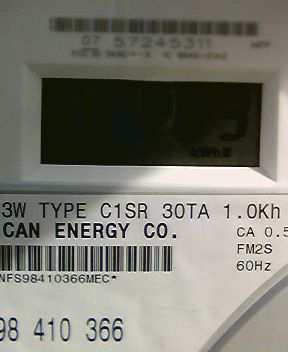 07 57245311
3
kWh
3W TYPE C1SR 30TA 1.0Kh
CAN ENERGY CO.
CA 0.5
FM2S
60Hz
NFS98410366MEC*
98 410 366